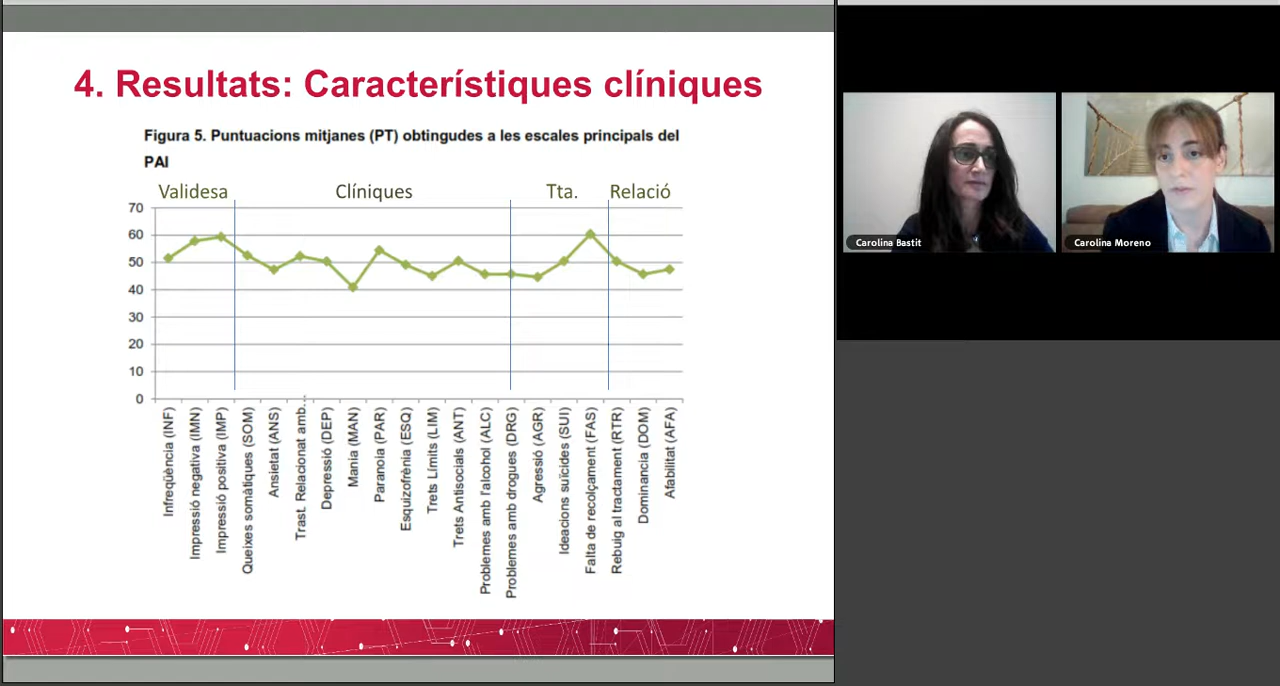 4. Resultats: Característiques clíniques
Figura 5. Puntuacions mitjanes (PT) obtingudes a les escales principals del
PAI
Validesa
Clíniques
Tta.
Relació
70
60
50
40
30
20
10
0
Infreqüència (INF)
Impressió negativa (IMN)
Impressió positiva (IMP)
Queixes somàtiques (SOM)
Ansietat (ANS)
Trast. Relacionat amb...
Depressió (DEP)
Mania (MAN)
Paranoia (PAR)
Esquizofrènia (ESQ)
Trets Límits (LIM)
Trets Antisocials (ANT)
Problemes amb l'alcohol (ALC)
Problemes amb drogues (DRG)
Agressió (AGR)
Ideacions suïcides (SUI)
Falta de recolçament (FAS)
Rebuig al tractament (RTR)
Dominancia (DOM)
Afabilitat (AFA)
Carolina Bastit
Carolina Moreno